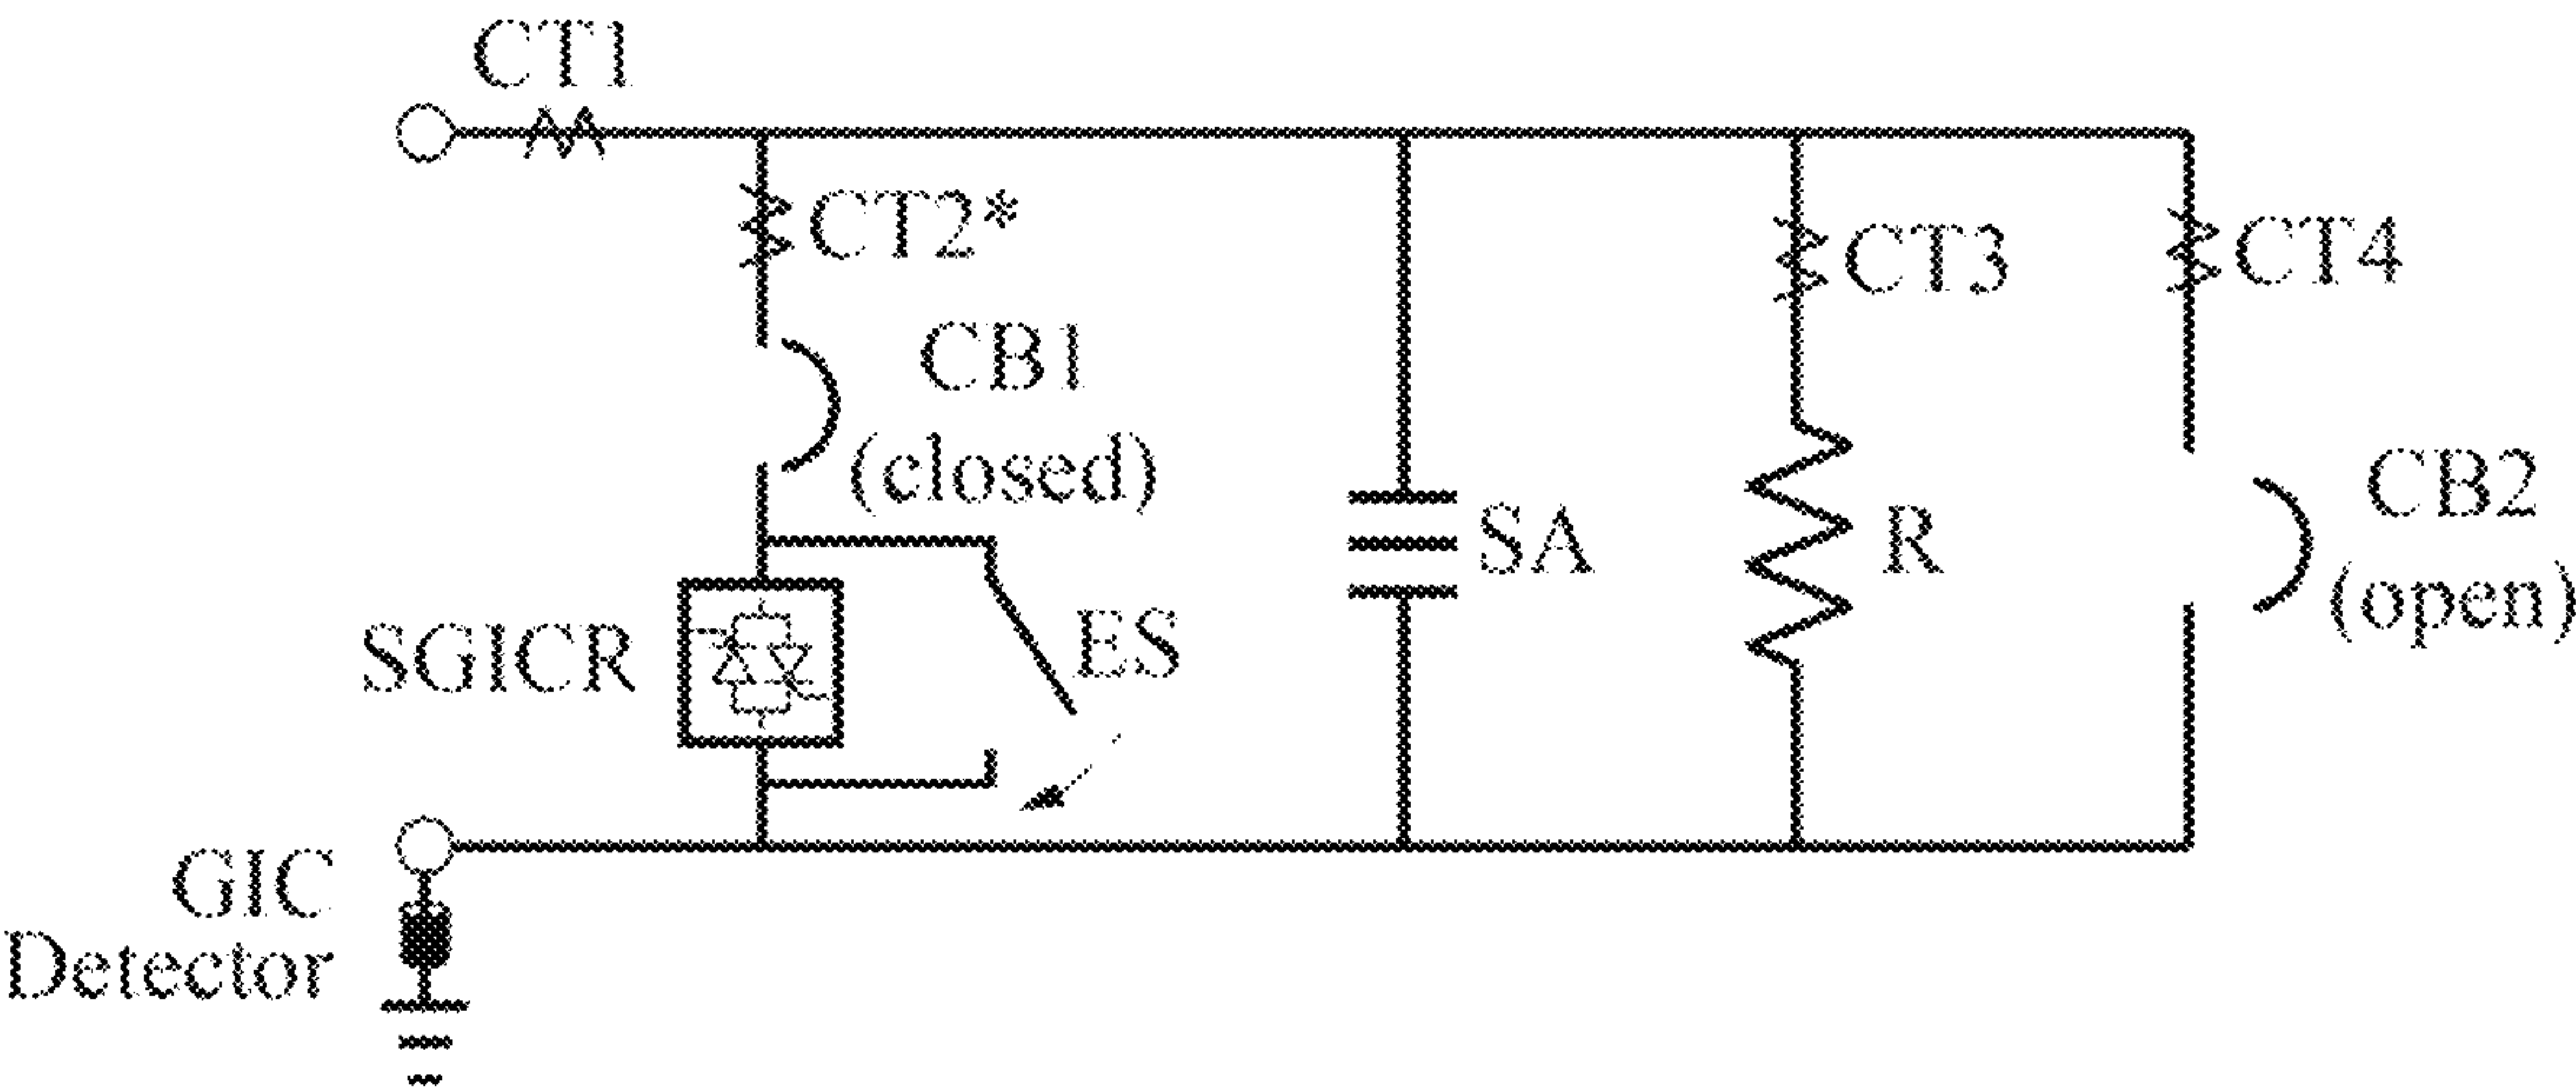 CT1
CT2*
CT3
CT4
CB1
(closed)
CB2
(open)
SA
R
SGICR
ES
GIC
Detector